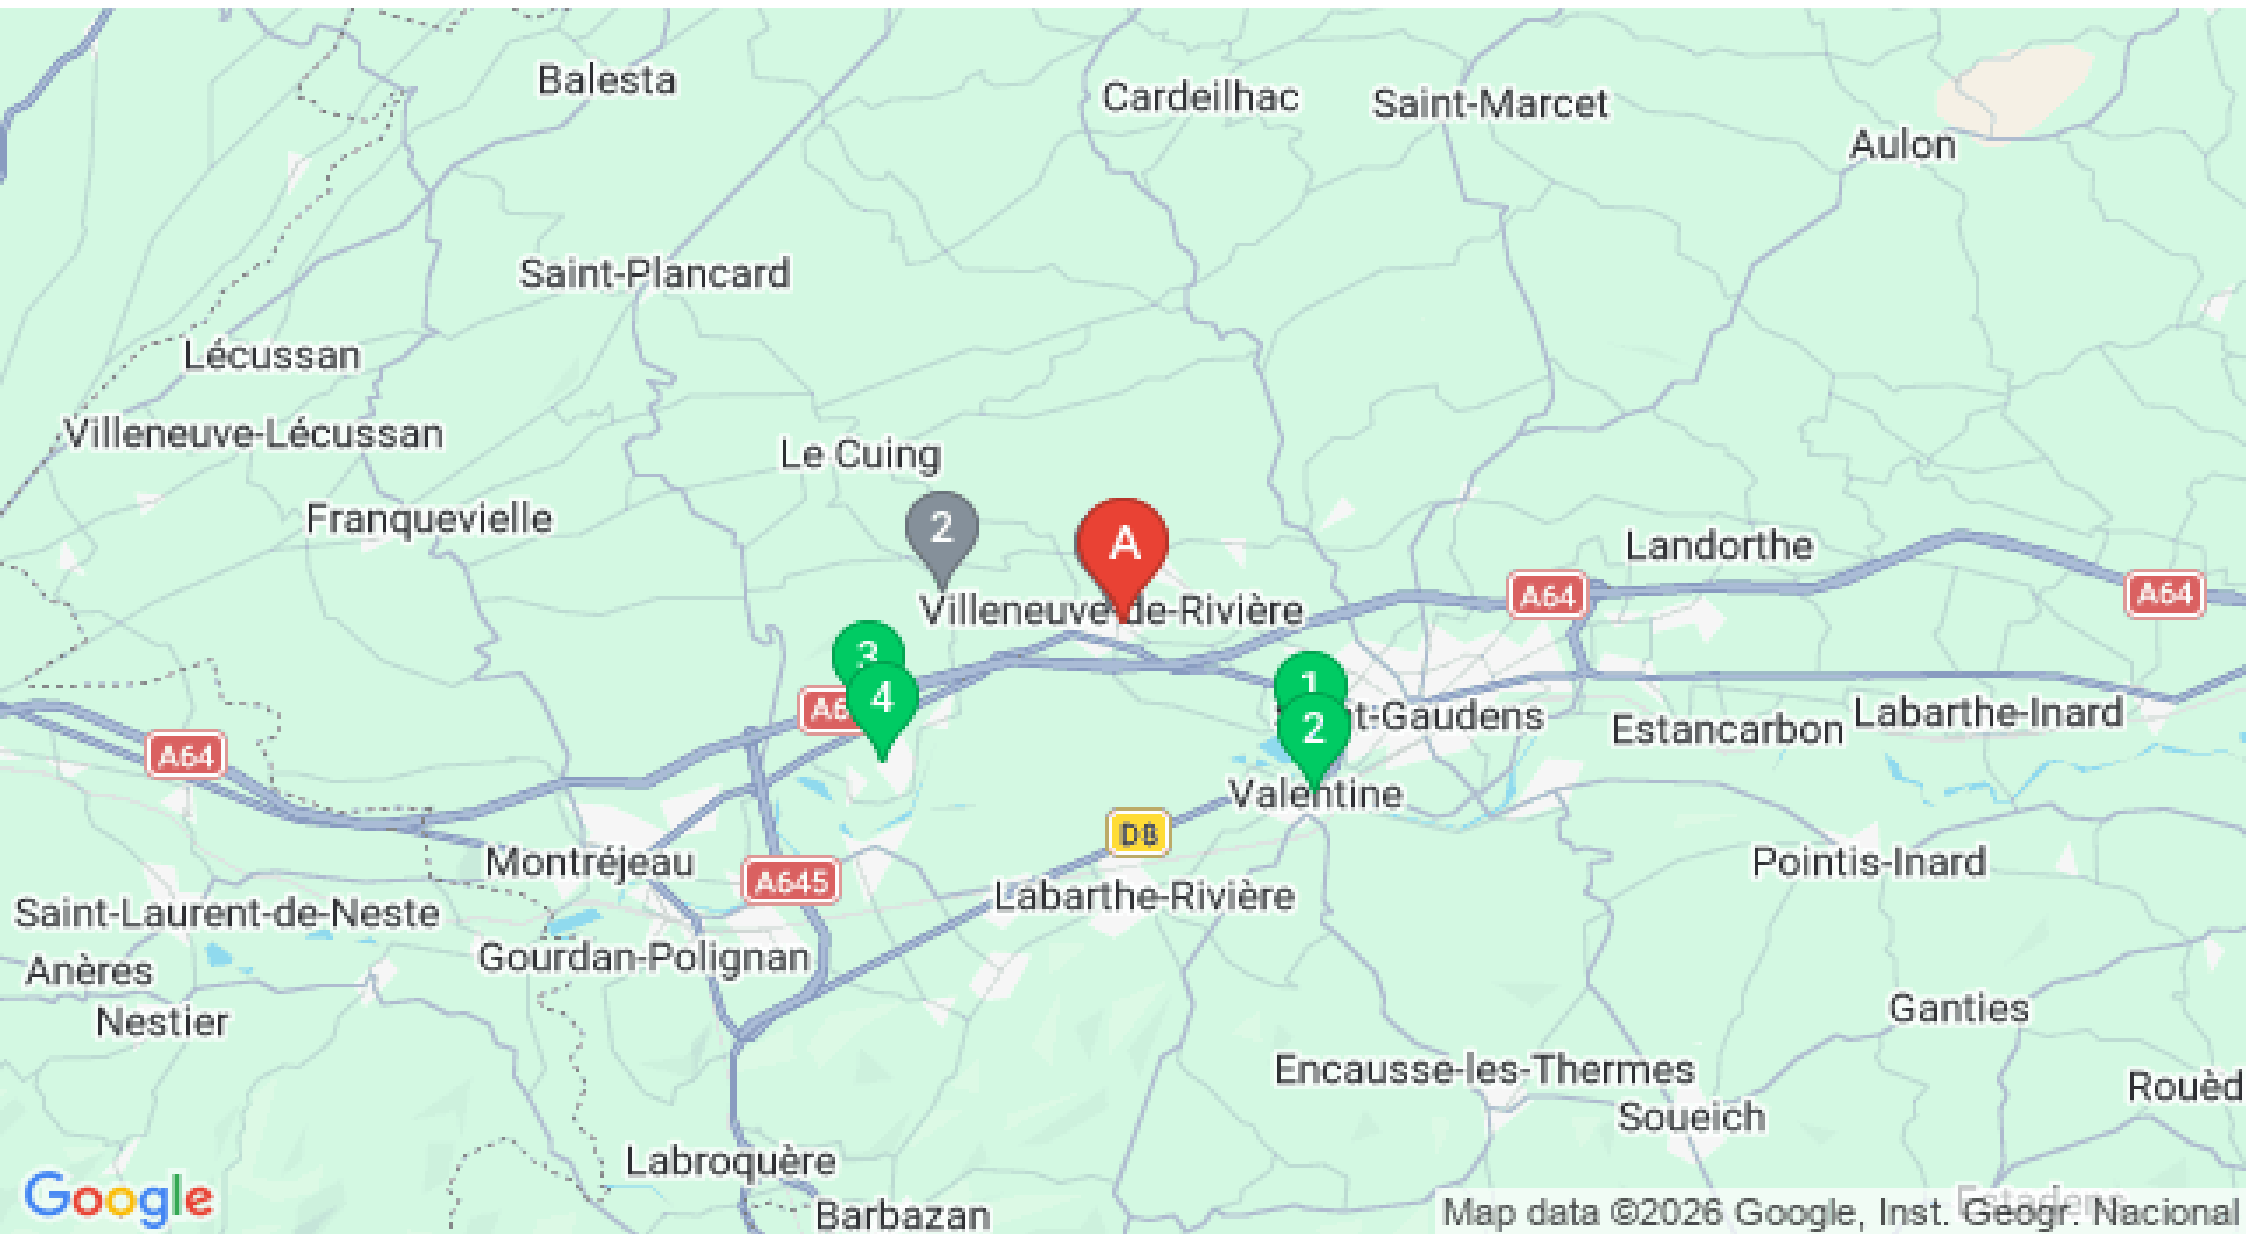 Balesta
Cardeilhac
Saint-Marcet
Aulon
Saint-Plancard
Lécussan
Villeneuve-Lécussan
Le Cuing
Franquevielle
2
A
Landorthe
A64
A64
Villeneuve-de-Rivière
3
4
1
2
Estancarbon
Labarthe-Inard
A64
Valentine
D8
Montréjeau
A645
Pointis-Inard
Labarthe-Rivière
Saint-Laurent-de-Neste
Gourdan-Polignan
Anères
Nestier
Ganties
Encausse-les-Thermes
Soueich
Labroquère
Barbazan
Google
Map data ©2026 Google, Inst. Geogr. Nacional